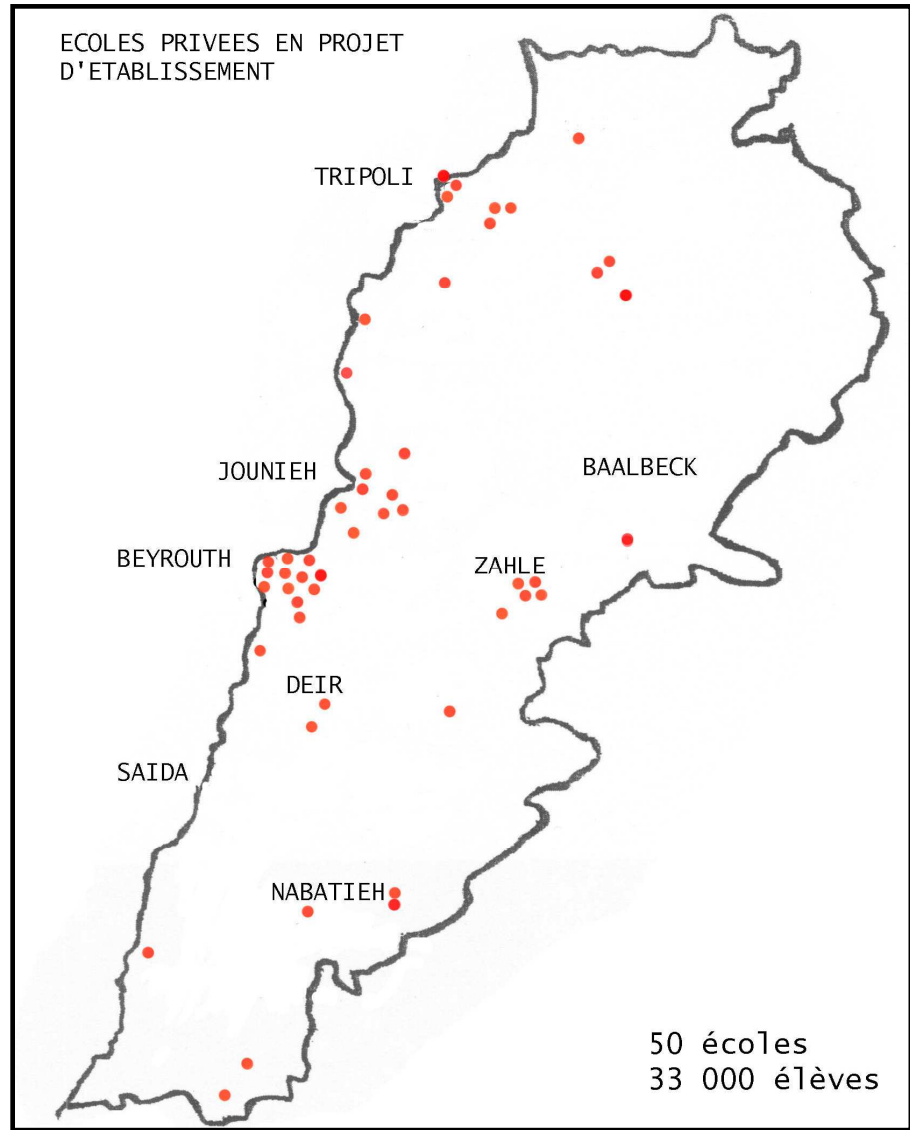 ECOLES PRIVEES EN PROJET
D'ETABLISSEMENT
TRIPOLI
JOUNIEH
BAALBECK
BEYROUTH
ZAHLE
DEIR
SAIDA
NABATIEH
50 écoles
33 000 élèves